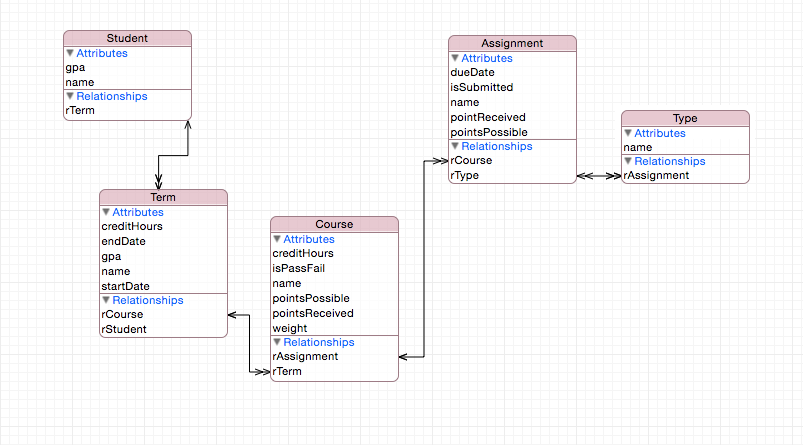 Student
Attributes
gpa
name
Relationships
rTerm
Term
Attributes
creditHours
endDate
gpa
name
startDate
Relationships
rCourse
rStudent
Course
Attributes
creditHours
isPassFail
name
pointsPossible
pointsReceived
weight
Relationships
rAssignment
rTerm
Assignment
Attributes
dueDate
isSubmitted
name
pointReceived
pointsPossible
Relationships
rCourse
rType
Type
Attributes
name
Relationships
rAssignment